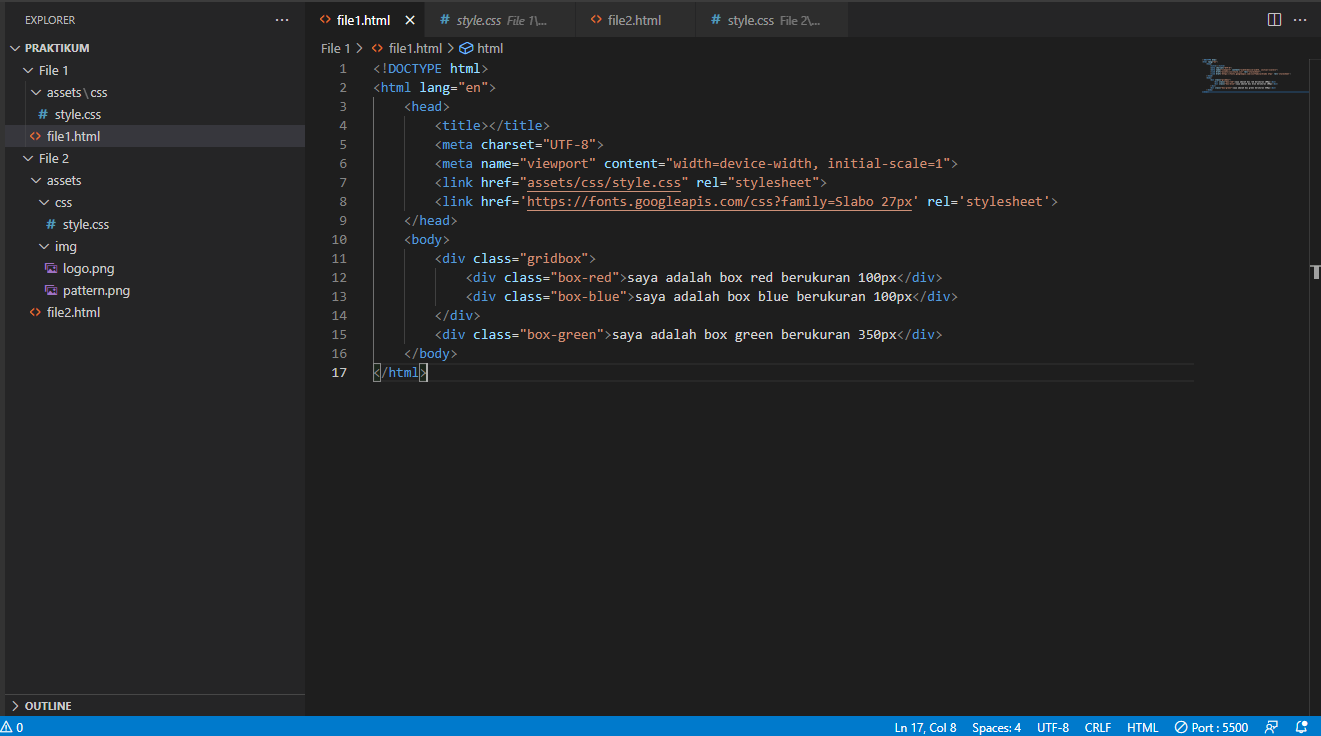 EXPLORER
PRAKTIKUM
File 1
assets\css
# style.css
<> file1.html
File 2
assets
css
# style.css
img
logo.png
pattern.png
<> file2.html
OUTLINE
<> file1.html # style.css File 1\... <> file2.html # style.css File 2\...
File 1 > <> file1.html > html
1 <!DOCTYPE html>
2 <html lang="en">
3 <head>
4 <title></title>
5 <meta charset="UTF-8">
6 <meta name="viewport" content="width=device-width, initial-scale=1">
7 <link href="assets/css/style.css" rel="stylesheet">
8 <link href='https://fonts.googleapis.com/css?family=Slabo 27px' rel='stylesheet'>
9 </head>
10 <body>
11 <div class="gridbox">
12 <div class="box-red">saya adalah box red berukuran 100px</div>
13 <div class="box-blue">saya adalah box blue berukuran 100px</div>
14 </div>
15 <div class="box-green">saya adalah box green berukuran 350px</div>
16 </body>
17 </html>
0 Ln 17, Col 8 Spaces: 4 UTF-8 CRLF HTML Port : 5500